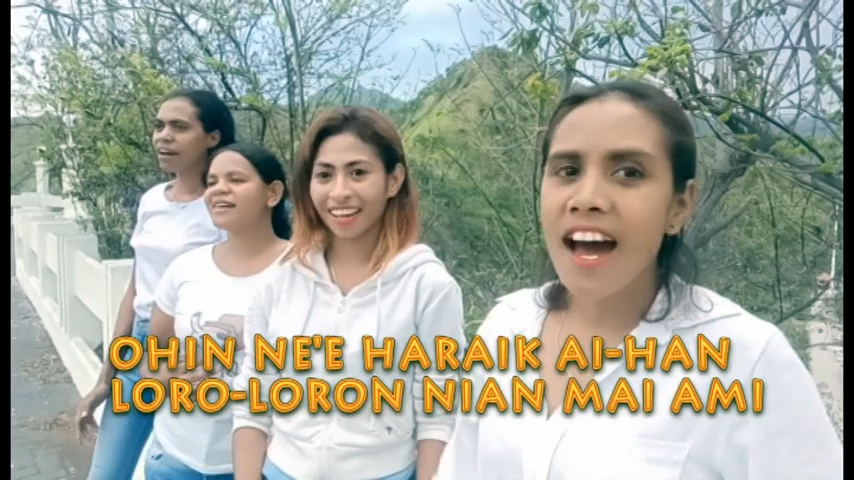 OHIN NE'E HARAIK AI-HAN
LORO-LORON NIAN MAI AMI